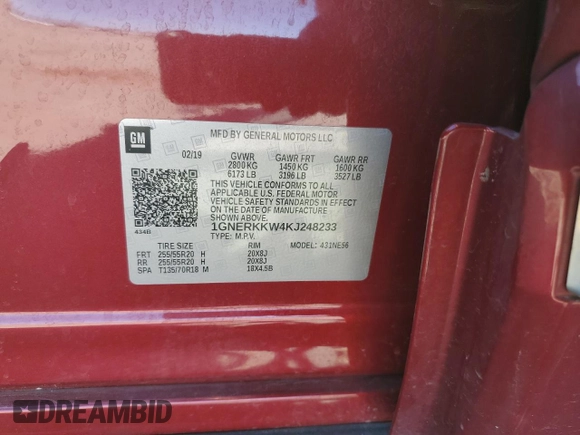 GM
MFD BY GENERAL MOTORS LLC
02/19 GVWR GAWR FRT GAWR RR
2800 KG 1450 KG 1600 KG
6173 LB 3196 LB 3527 LB
THIS VEHICLE CONFORMS TO ALL
APPLICABLE U.S. FEDERAL MOTOR
VEHICLE SAFETY STANDARDS IN EFFECT
ON THE DATE OF MANUFACTURE SHOWN ABOVE.
1GNERKKW4KJ248233
434B TYPE: M.P.V. 431NE56
TIRE SIZE RIM
FRT 255/55R20 H 20X8J
RR 255/55R20 H 20X8J
SPA T135/70R18 M 18X4.5B
DREAMBID